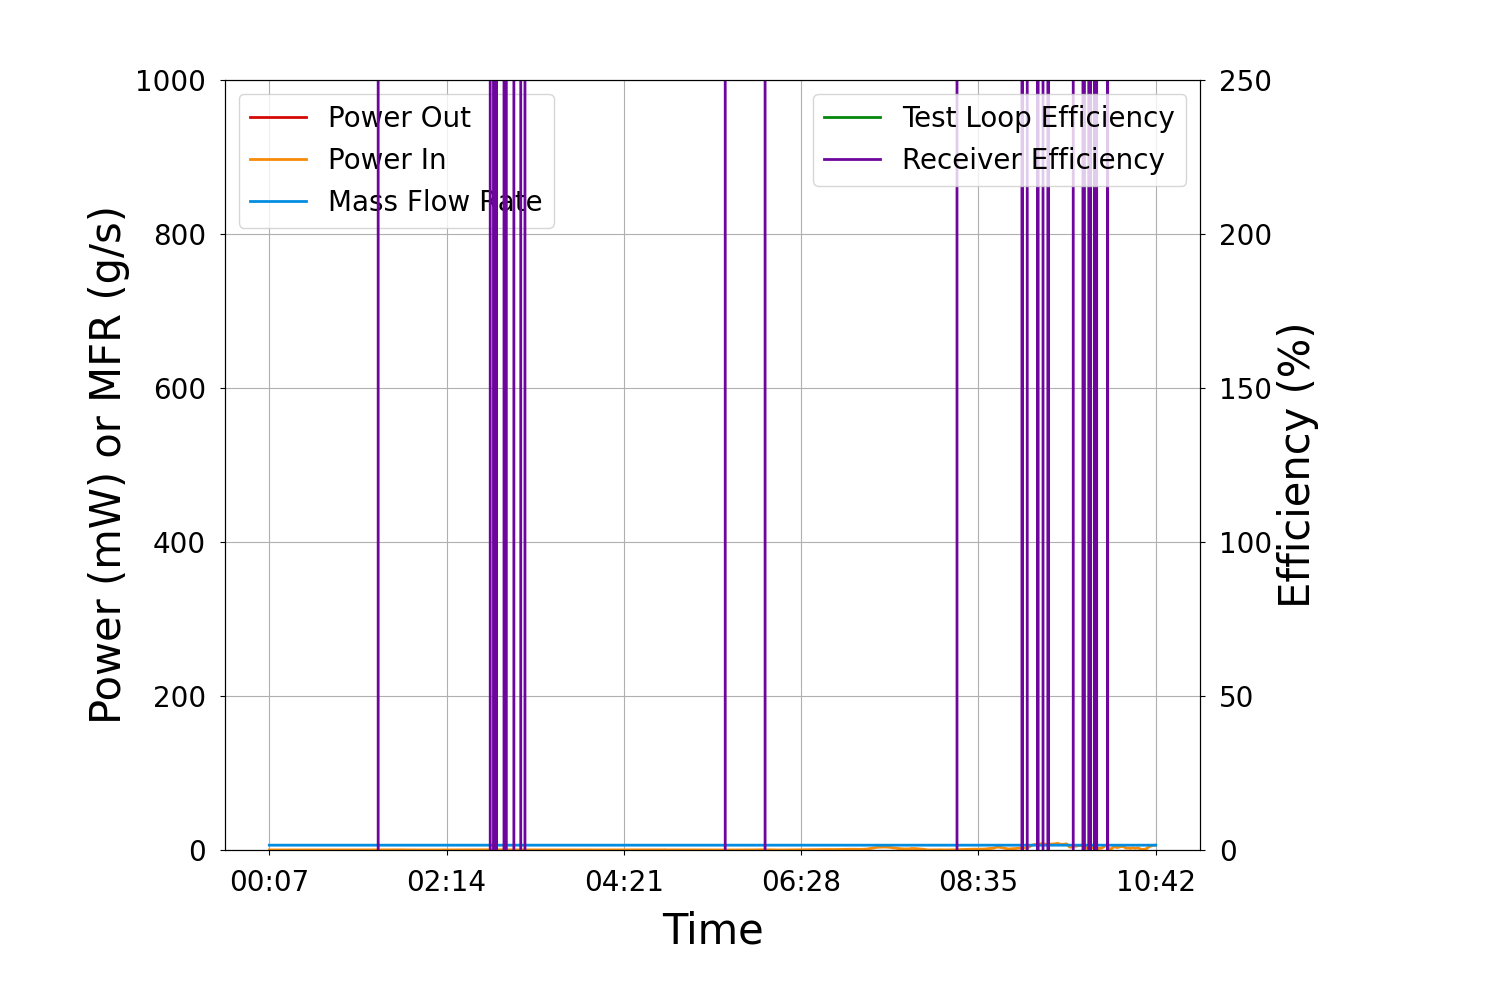 1000
800
600
400
200
0
Power (mW) or MFR (g/s)
Power Out
Power In
Mass Flow Rate
Test Loop Efficiency
Receiver Efficiency
250
200
150
100
50
0
Efficiency (%)
00:07 02:14 04:21 06:28 08:35 10:42
Time